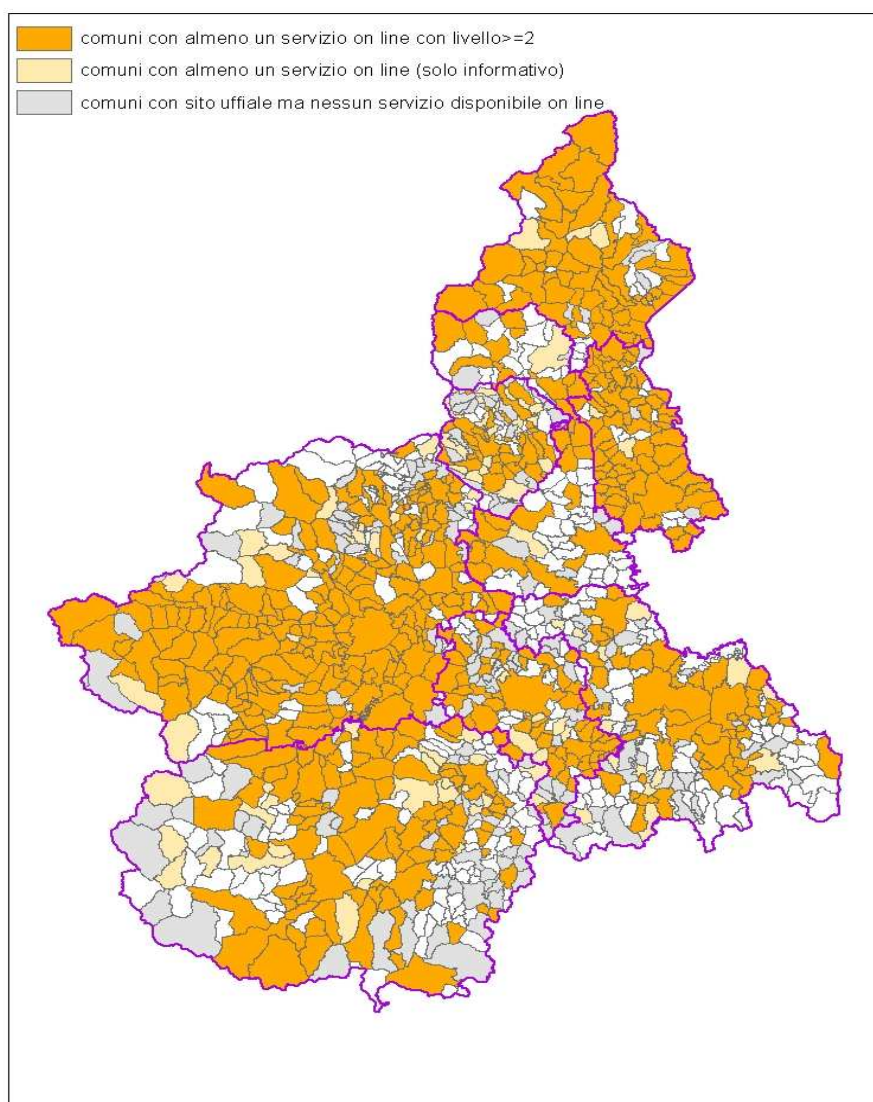 comuni con almeno un servizio on line con livello>=2
comuni con almeno un servizio on line (solo informativo)
comuni con sito uffiale ma nessun servizio disponibile on line